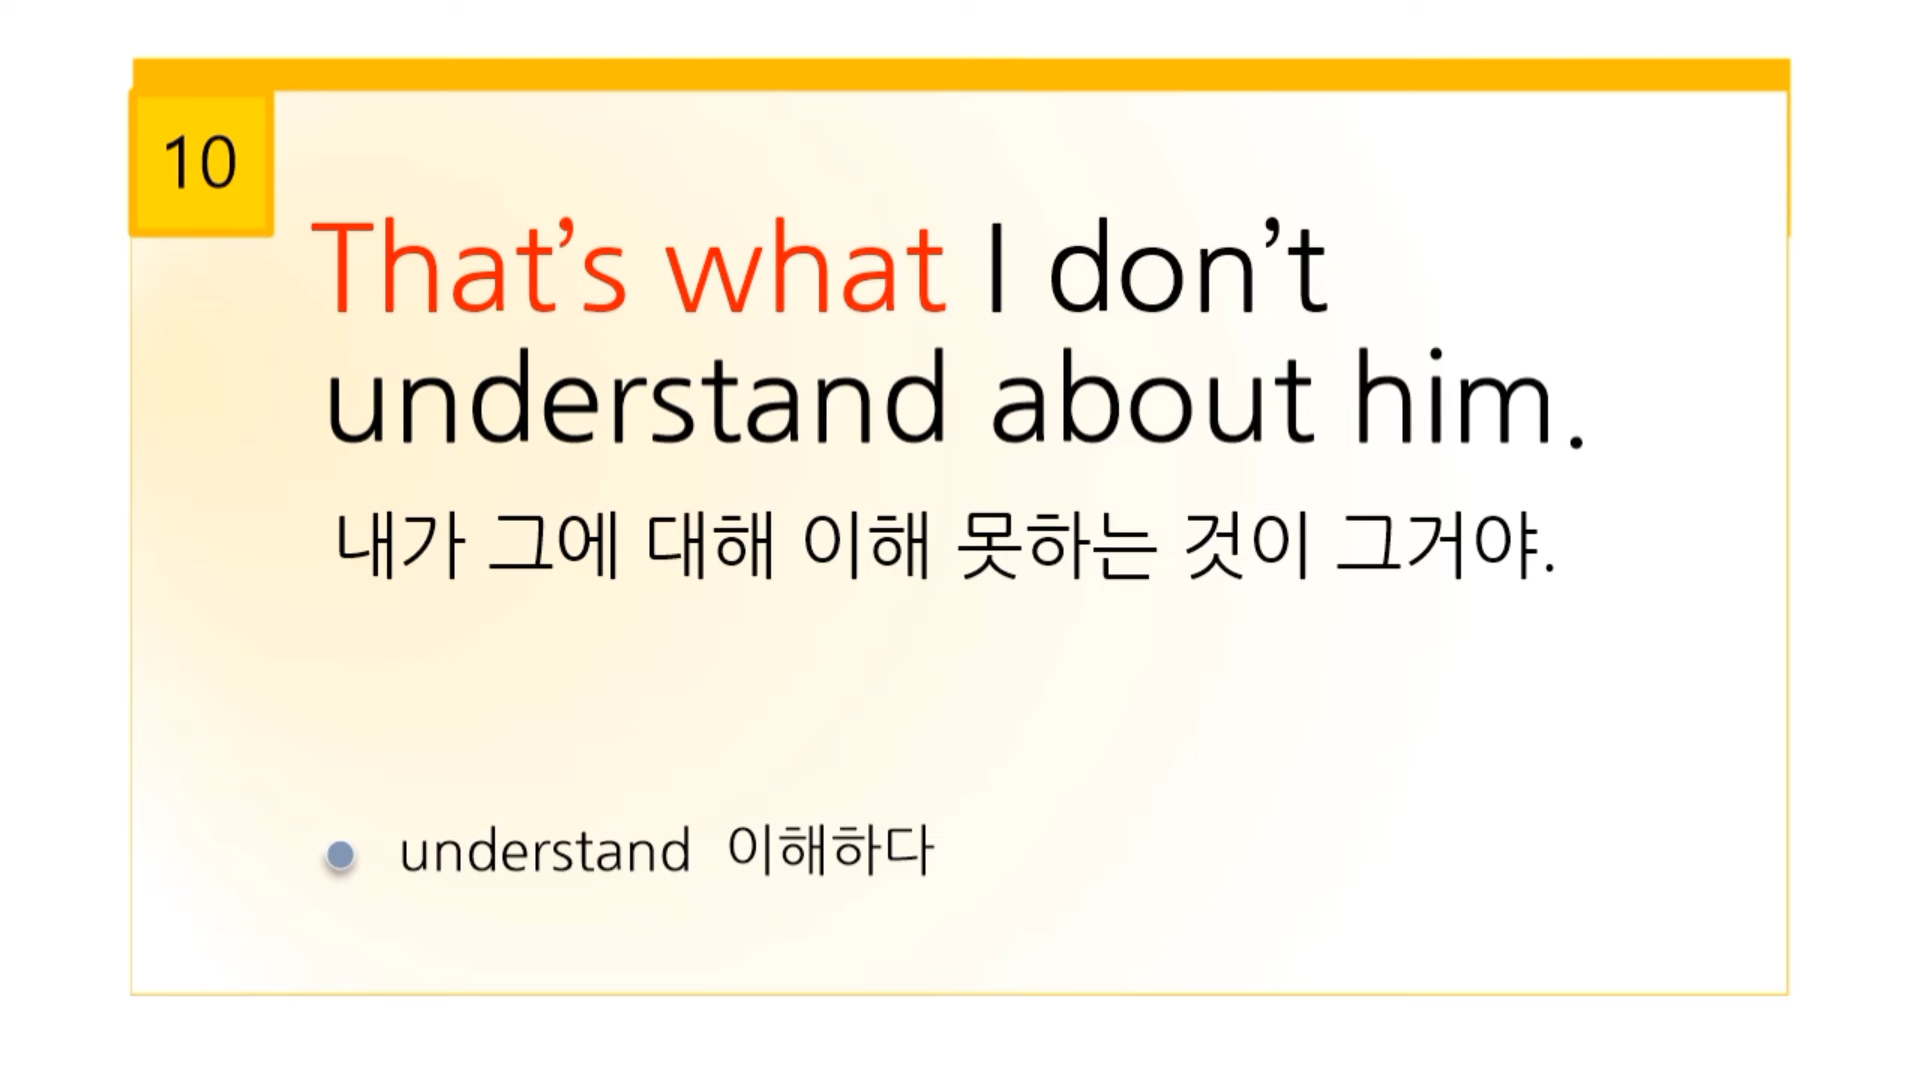 10
That’s what I don’t
understand about him.
내가 그에 대해 이해 못하는 것이 그거야.
understand 이해하다